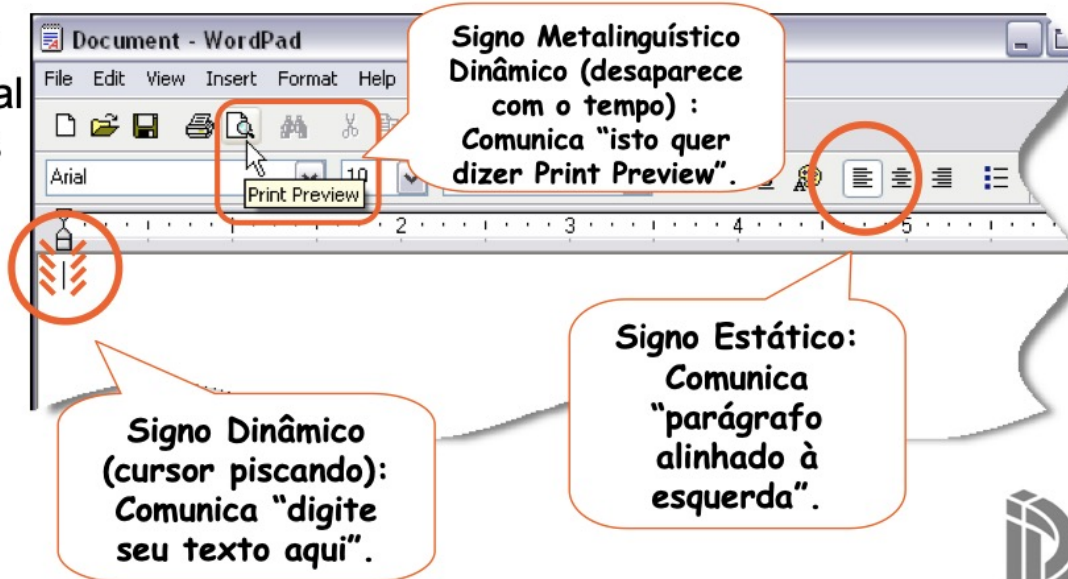 al
Document - WordPad
File Edit View Insert Format Help
Arial
10
Print Preview
1 2 3 4 5
Signo Metalinguístico
Dinâmico (desaparece
com o tempo) :
Comunica “isto quer
dizer Print Preview”.
Signo Estático:
Comunica
“parágrafo
alinhado à
esquerda”.
Signo Dinâmico
(cursor piscando):
Comunica “digite
seu texto aqui”.